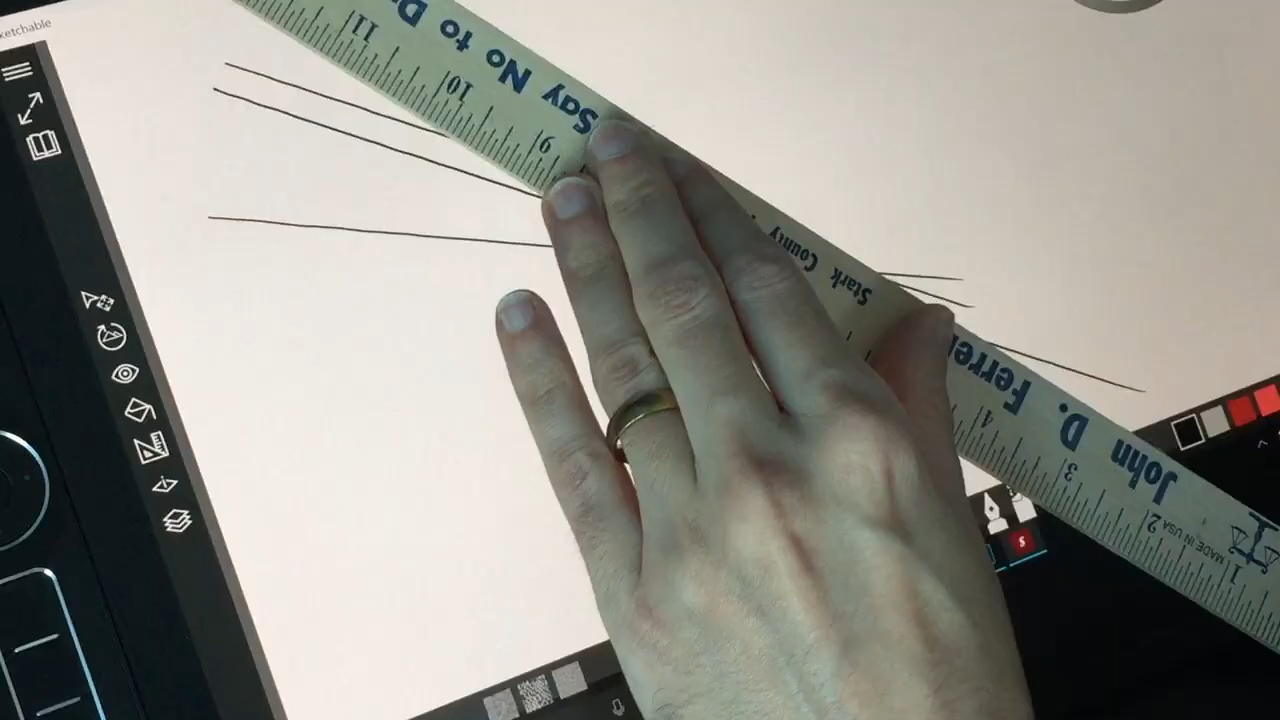 ketchable
Say No to D
11 10 9
Stark County
John D. Ferre
4 3 2 1
MADE IN USA
S